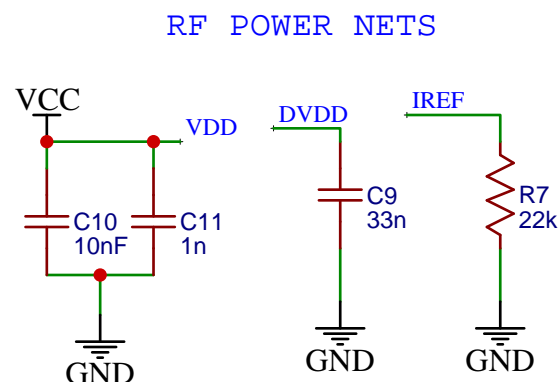 RF POWER NETS
VCC
VDD
DVDD
IREF
C10
10nF
C11
1n
C9
33n
R7
22k
GND
GND
GND